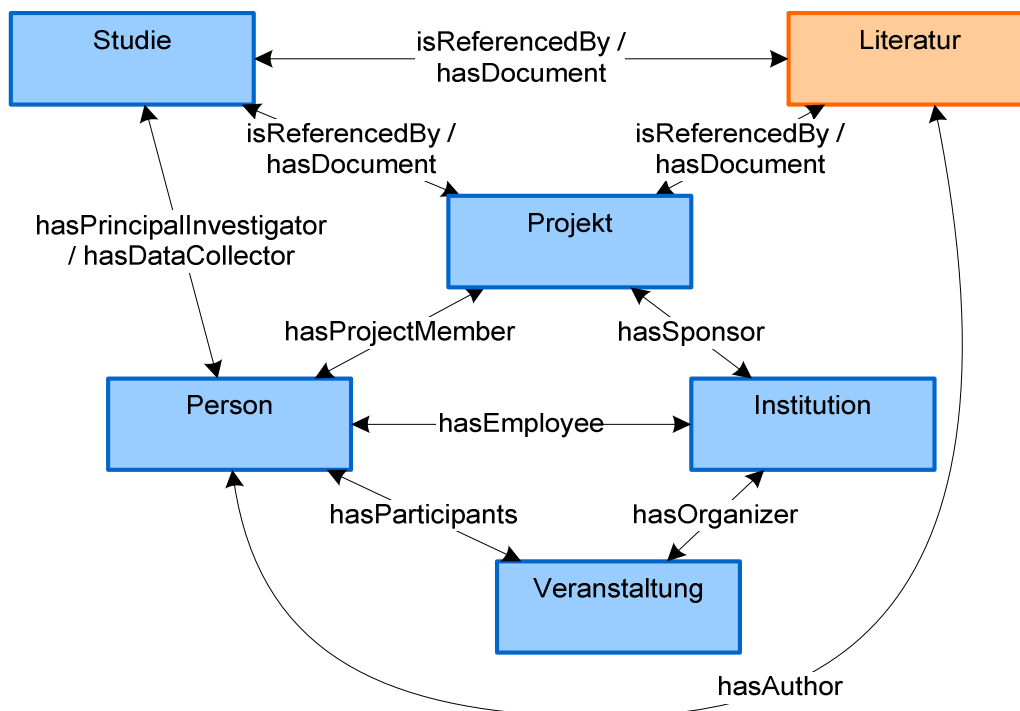 Studie
isReferencedBy /
hasDocument
Literatur
isReferencedBy /
hasDocument
isReferencedBy /
hasDocument
hasPrincipalInvestigator
/ hasDataCollector
Projekt
hasProjectMember
hasSponsor
Person
hasEmployee
Institution
hasParticipants
hasOrganizer
Veranstaltung
hasAuthor